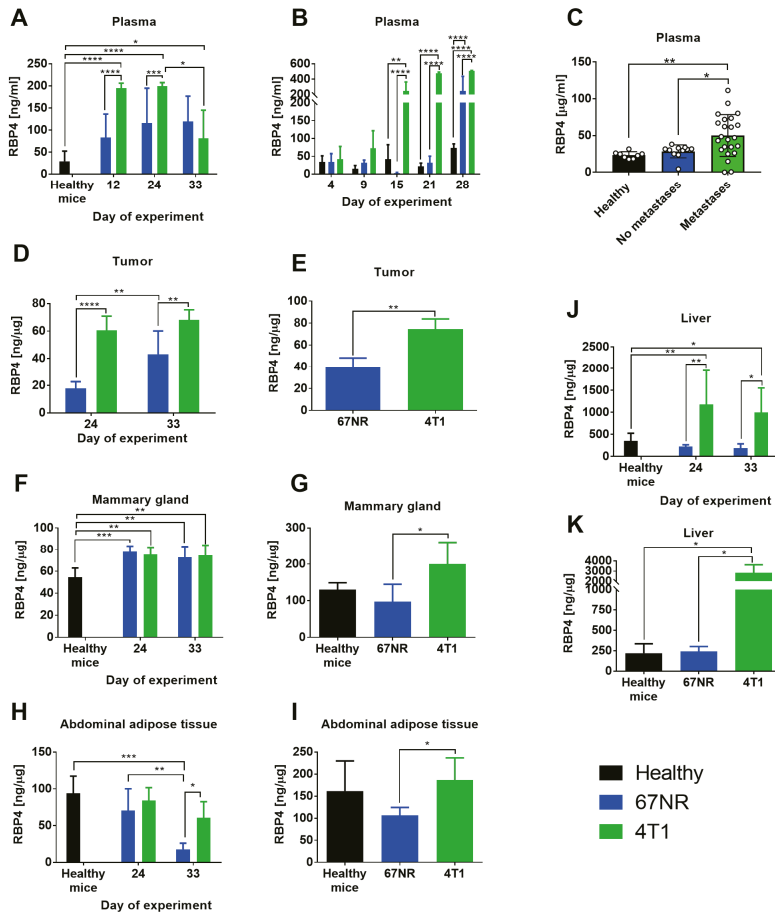 A
Plasma
RBP4 [ng/ml]
250
200
150
100
50
0
*
****
****
****
***
*
Healthy
mice
12
24
33
Day of experiment
B
Plasma
RBP4 [ng/ml]
600
400
200
100
50
0
**
****
****
****
****
****
****
4
9
15
21
28
Day of experiment
C
Plasma
RBP4 [µg/ml]
150
100
50
0
**
*
Healthy
No metastases
Metastases
D
Tumor
RBP4 [ng/µg]
80
60
40
20
0
**
****
**
24
33
Day of experiment
E
Tumor
RBP4 [ng/µg]
100
80
60
40
20
0
**
67NR
4T1
J
Liver
RBP4 [ng/µg]
2500
2000
1500
1000
500
0
*
**
**
*
Healthy
mice
24
33
Day of experiment
F
Mammary gland
RBP4 [ng/µg]
100
80
60
40
20
0
**
**
**
***
Healthy
mice
24
33
Day of experiment
G
Mammary gland
RBP4 [ng/µg]
300
200
100
0
*
Healthy
mice
67NR
4T1
K
Liver
RBP4 [ng/µg]
4000
3000
2000
1000
750
500
250
0
*
*
Healthy
mice
67NR
4T1
H
Abdominal adipose tissue
RBP4 [ng/µg]
150
100
50
0
***
**
*
Healthy
mice
24
33
Day of experiment
I
Abdominal adipose tissue
RBP4 [ng/µg]
250
200
150
100
50
0
*
Healthy
mice
67NR
4T1
Healthy
67NR
4T1